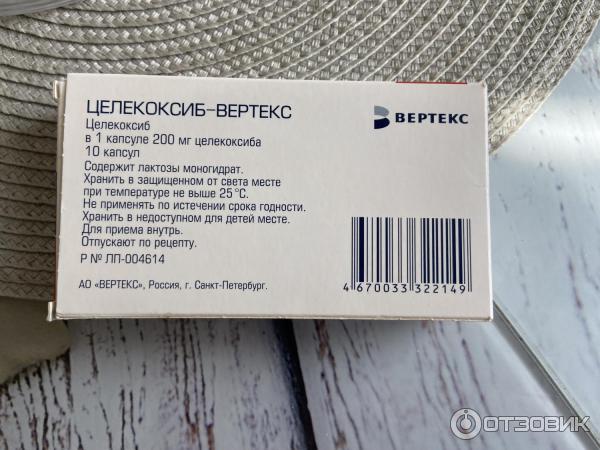 ЦЕЛЕКОКСИБ-ВЕРТЕКС
Целекоксиб
в 1 капсуле 200 мг целекоксиба
10 капсул
Содержит лактозы моногидрат.
Хранить в защищенном от света месте
при температуре не выше 25 °С.
Не применять по истечении срока годности.
Хранить в недоступном для детей месте.
Для приема внутрь.
Отпускают по рецепту.
Р № ЛП-004614
АО «ВЕРТЕКС», Россия, г. Санкт-Петербург.
ВЕРТЕКС
4 670033 322149
ОТЗОВИК